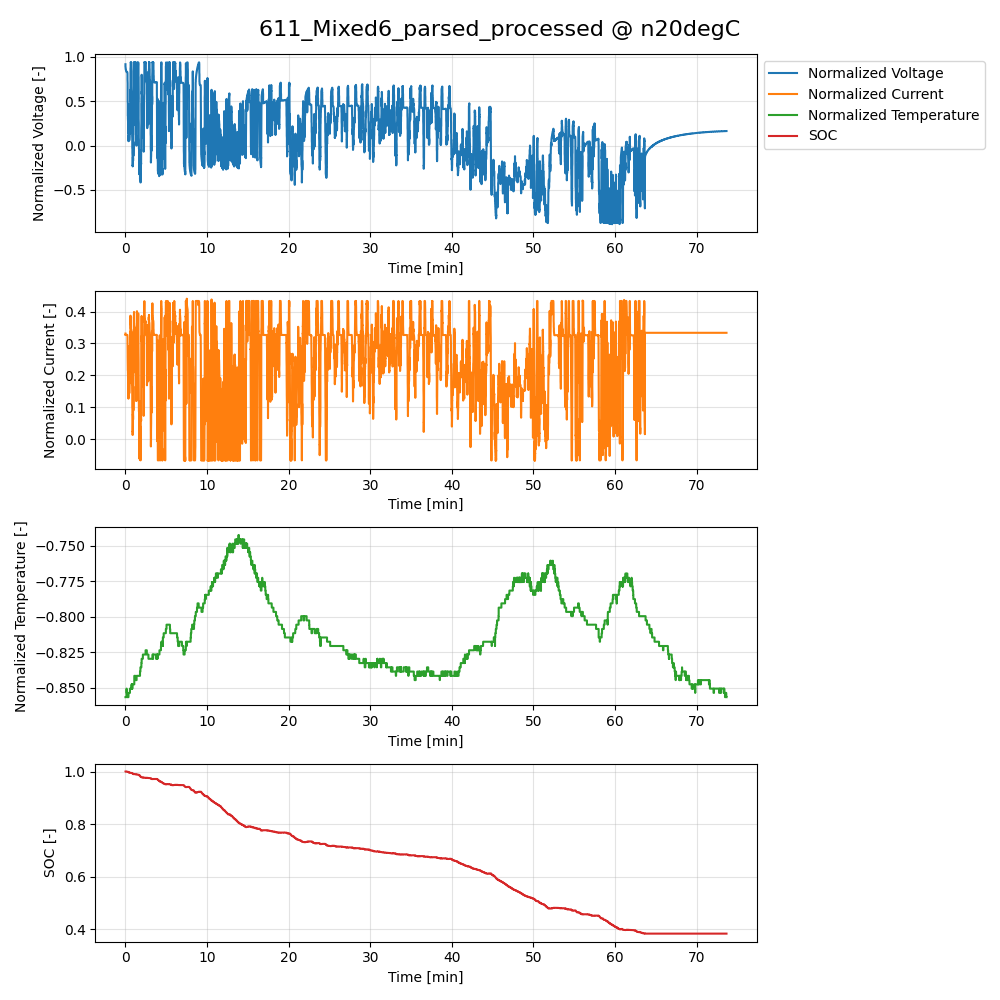 611_Mixed6_parsed_processed @ n20degC
Normalized Voltage [-]
1.0
0.5
0.0
−0.5
0 10 20 30 40 50 60 70
Time [min]
Normalized Voltage
Normalized Current
Normalized Temperature
SOC
Normalized Current [-]
0.4
0.3
0.2
0.1
0.0
0 10 20 30 40 50 60 70
Time [min]
Normalized Temperature [-]
−0.750
−0.775
−0.800
−0.825
−0.850
0 10 20 30 40 50 60 70
Time [min]
SOC [-]
1.0
0.8
0.6
0.4
0 10 20 30 40 50 60 70
Time [min]